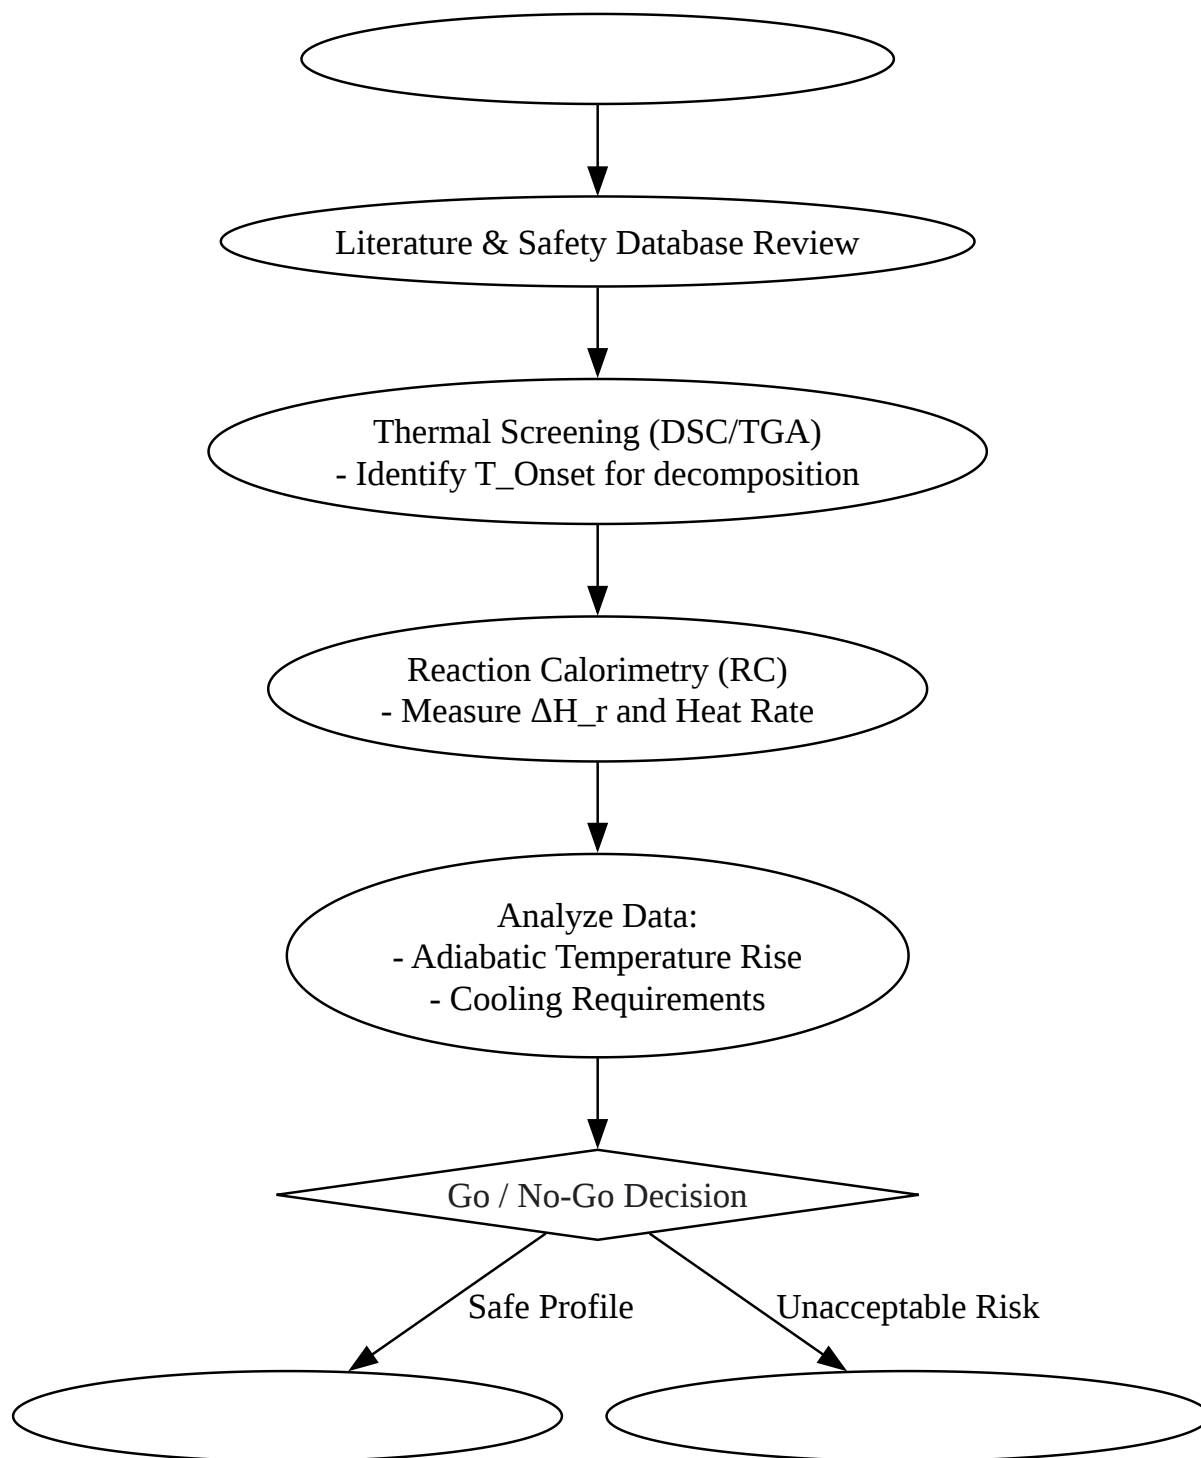 Literature & Safety Database Review
Thermal Screening (DSC/TGA)
- Identify T_Onset for decomposition
Reaction Calorimetry (RC)
- Measure ΔH_r and Heat Rate
Analyze Data:
- Adiabatic Temperature Rise
- Cooling Requirements
Go / No-Go Decision
Safe Profile
Unacceptable Risk